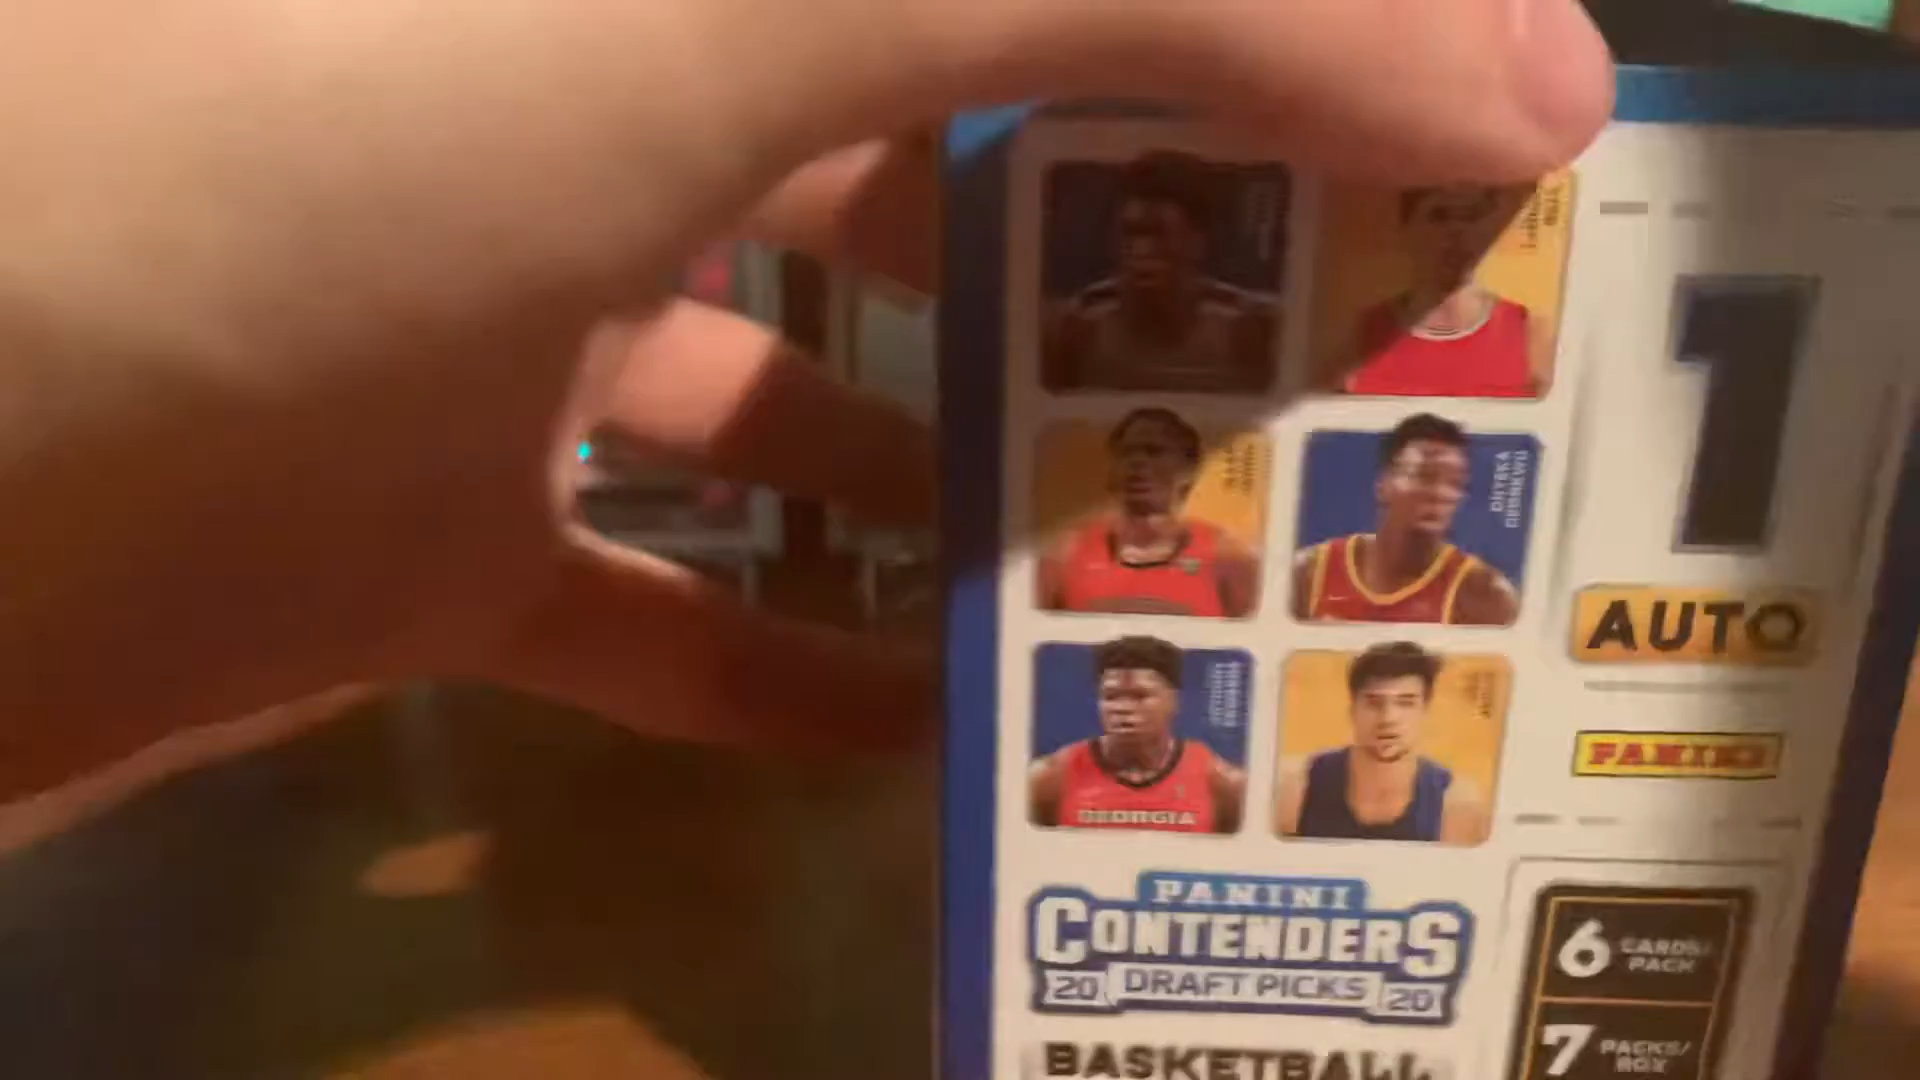 1
AUTO
ONYEKA
OKONGWU
GEORGIA
PANINI
PANINI
CONTENDERS
20 DRAFT PICKS 20
BASKETBALL
6 CARDS/
PACK
7 PACKS/
BOX